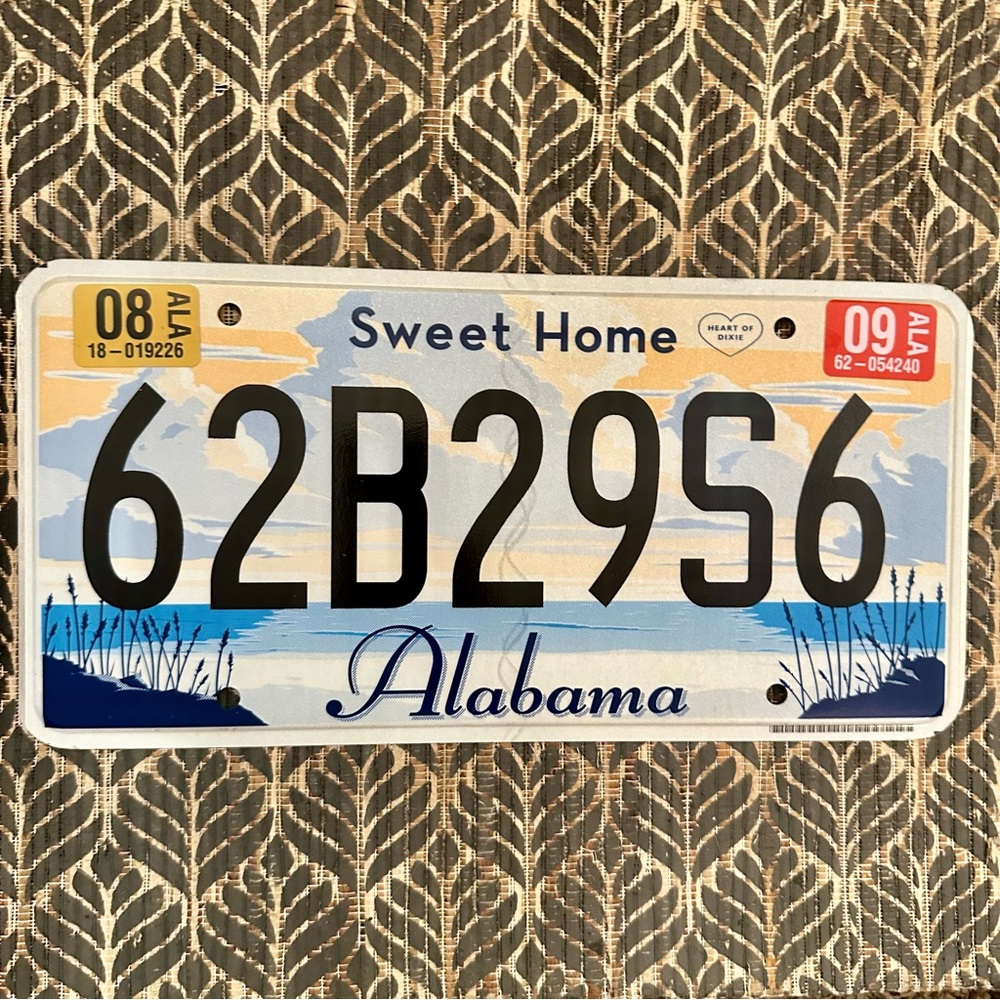 08 ALA
18-019226
Sweet Home
HEART OF
DIXIE
09 ALA
62-054240
62B29S6
Alabama